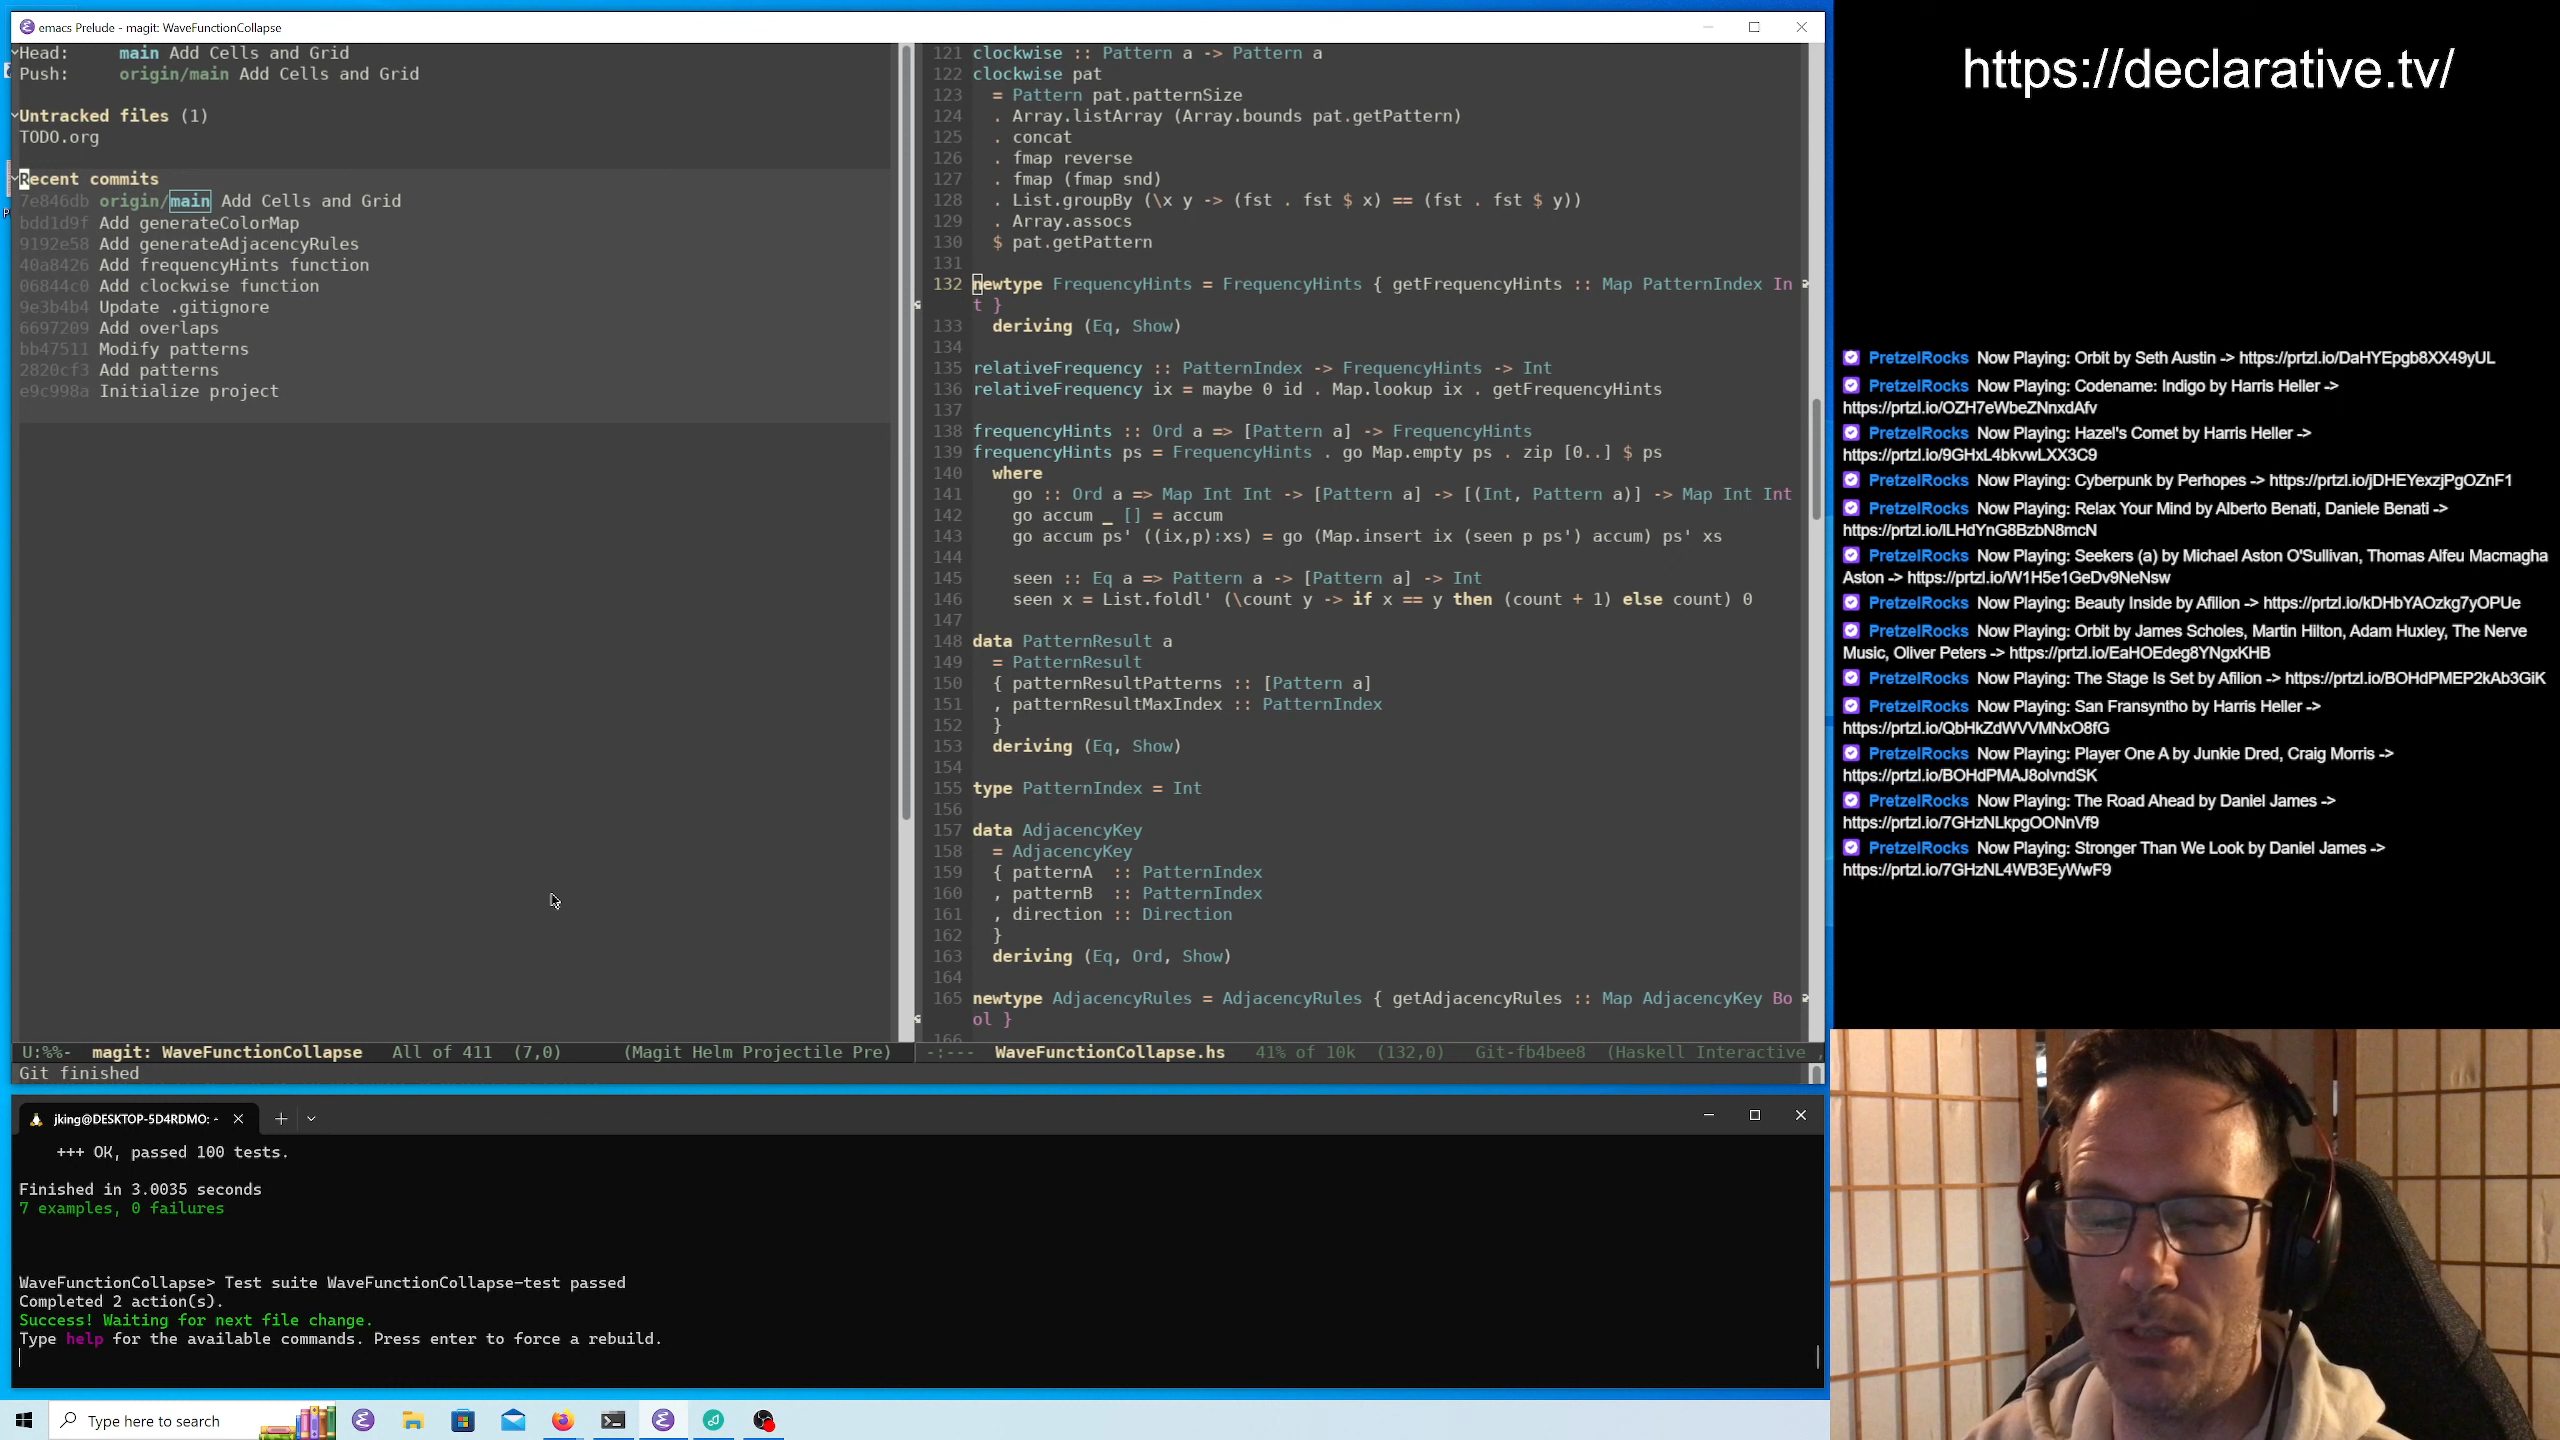 emacs Prelude - magit: WaveFunctionCollapse
Head:     main Add Cells and Grid
Push:     origin/main Add Cells and Grid
Untracked files (1)
TODO.org
Recent commits
7e846db origin/main Add Cells and Grid
bdd1d9f Add generateColorMap
9192e58 Add generateAdjacencyRules
40a8426 Add frequencyHints function
06844c0 Add clockwise function
9e3b4b4 Update .gitignore
6697209 Add overlaps
bb47511 Modify patterns
2820cf3 Add patterns
e9c998a Initialize project
U:%%-  magit: WaveFunctionCollapse   All of 411  (7,0)      (Magit Helm Projectile Pre)
Git finished
121 clockwise :: Pattern a -> Pattern a
122 clockwise pat
123   = Pattern pat.patternSize
124   . Array.listArray (Array.bounds pat.getPattern)
125   . concat
126   . fmap reverse
127   . fmap (fmap snd)
128   . List.groupBy (\x y -> (fst . fst $ x) == (fst . fst $ y))
129   . Array.assocs
130   $ pat.getPattern
131
132 newtype FrequencyHints = FrequencyHints { getFrequencyHints :: Map PatternIndex In
t }
133   deriving (Eq, Show)
134
135 relativeFrequency :: PatternIndex -> FrequencyHints -> Int
136 relativeFrequency ix = maybe 0 id . Map.lookup ix . getFrequencyHints
137
138 frequencyHints :: Ord a => [Pattern a] -> FrequencyHints
139 frequencyHints ps = FrequencyHints . go Map.empty ps . zip [0..] $ ps
140   where
141     go :: Ord a => Map Int Int -> [Pattern a] -> [(Int, Pattern a)] -> Map Int Int
142     go accum _ [] = accum
143     go accum ps' ((ix,p):xs) = go (Map.insert ix (seen p ps') accum) ps' xs
144
145     seen :: Eq a => Pattern a -> [Pattern a] -> Int
146     seen x = List.foldl' (\count y -> if x == y then (count + 1) else count) 0
147
148 data PatternResult a
149   = PatternResult
150   { patternResultPatterns :: [Pattern a]
151   , patternResultMaxIndex :: PatternIndex
152   }
153   deriving (Eq, Show)
154
155 type PatternIndex = Int
156
157 data AdjacencyKey
158   = AdjacencyKey
159   { patternA  :: PatternIndex
160   , patternB  :: PatternIndex
161   , direction :: Direction
162   }
163   deriving (Eq, Ord, Show)
164
165 newtype AdjacencyRules = AdjacencyRules { getAdjacencyRules :: Map AdjacencyKey Bo
ol }
166
-:---  WaveFunctionCollapse.hs   41% of 10k  (132,0)   Git-fb4bee8  (Haskell Interactive ,
jking@DESKTOP-5D4RDMO: ~
+++ OK, passed 100 tests.
Finished in 3.0035 seconds
7 examples, 0 failures
WaveFunctionCollapse> Test suite WaveFunctionCollapse-test passed
Completed 2 action(s).
Success! Waiting for next file change.
Type help for the available commands. Press enter to force a rebuild.
Type here to search
https://declarative.tv/
PretzelRocks Now Playing: Orbit by Seth Austin -> https://prtzl.io/DaHYEpgb8XX49yUL
PretzelRocks Now Playing: Codename: Indigo by Harris Heller ->
https://prtzl.io/OZH7eWbeZNnxdAfv
PretzelRocks Now Playing: Hazel's Comet by Harris Heller ->
https://prtzl.io/9GHxL4bkvwLXX3C9
PretzelRocks Now Playing: Cyberpunk by Perhopes -> https://prtzl.io/jDHEYexzjPgOZnF1
PretzelRocks Now Playing: Relax Your Mind by Alberto Benati, Daniele Benati ->
https://prtzl.io/lLHdYnG8BzbN8mcN
PretzelRocks Now Playing: Seekers (a) by Michael Aston O'Sullivan, Thomas Alfeu Macmagha
Aston -> https://prtzl.io/W1H5e1GeDv9NeNsw
PretzelRocks Now Playing: Beauty Inside by Afilion -> https://prtzl.io/kDHbYAOzkg7yOPUe
PretzelRocks Now Playing: Orbit by James Scholes, Martin Hilton, Adam Huxley, The Nerve
Music, Oliver Peters -> https://prtzl.io/EaHOEdeg8YNgxKHB
PretzelRocks Now Playing: The Stage Is Set by Afilion -> https://prtzl.io/BOHdPMEP2kAb3GiK
PretzelRocks Now Playing: San Fransyntho by Harris Heller ->
https://prtzl.io/QbHkZdWVVMNxO8fG
PretzelRocks Now Playing: Player One A by Junkie Dred, Craig Morris ->
https://prtzl.io/BOHdPMAJ8olvndSK
PretzelRocks Now Playing: The Road Ahead by Daniel James ->
https://prtzl.io/7GHzNLkpgOONnVf9
PretzelRocks Now Playing: Stronger Than We Look by Daniel James ->
https://prtzl.io/7GHzNL4WB3EyWwF9